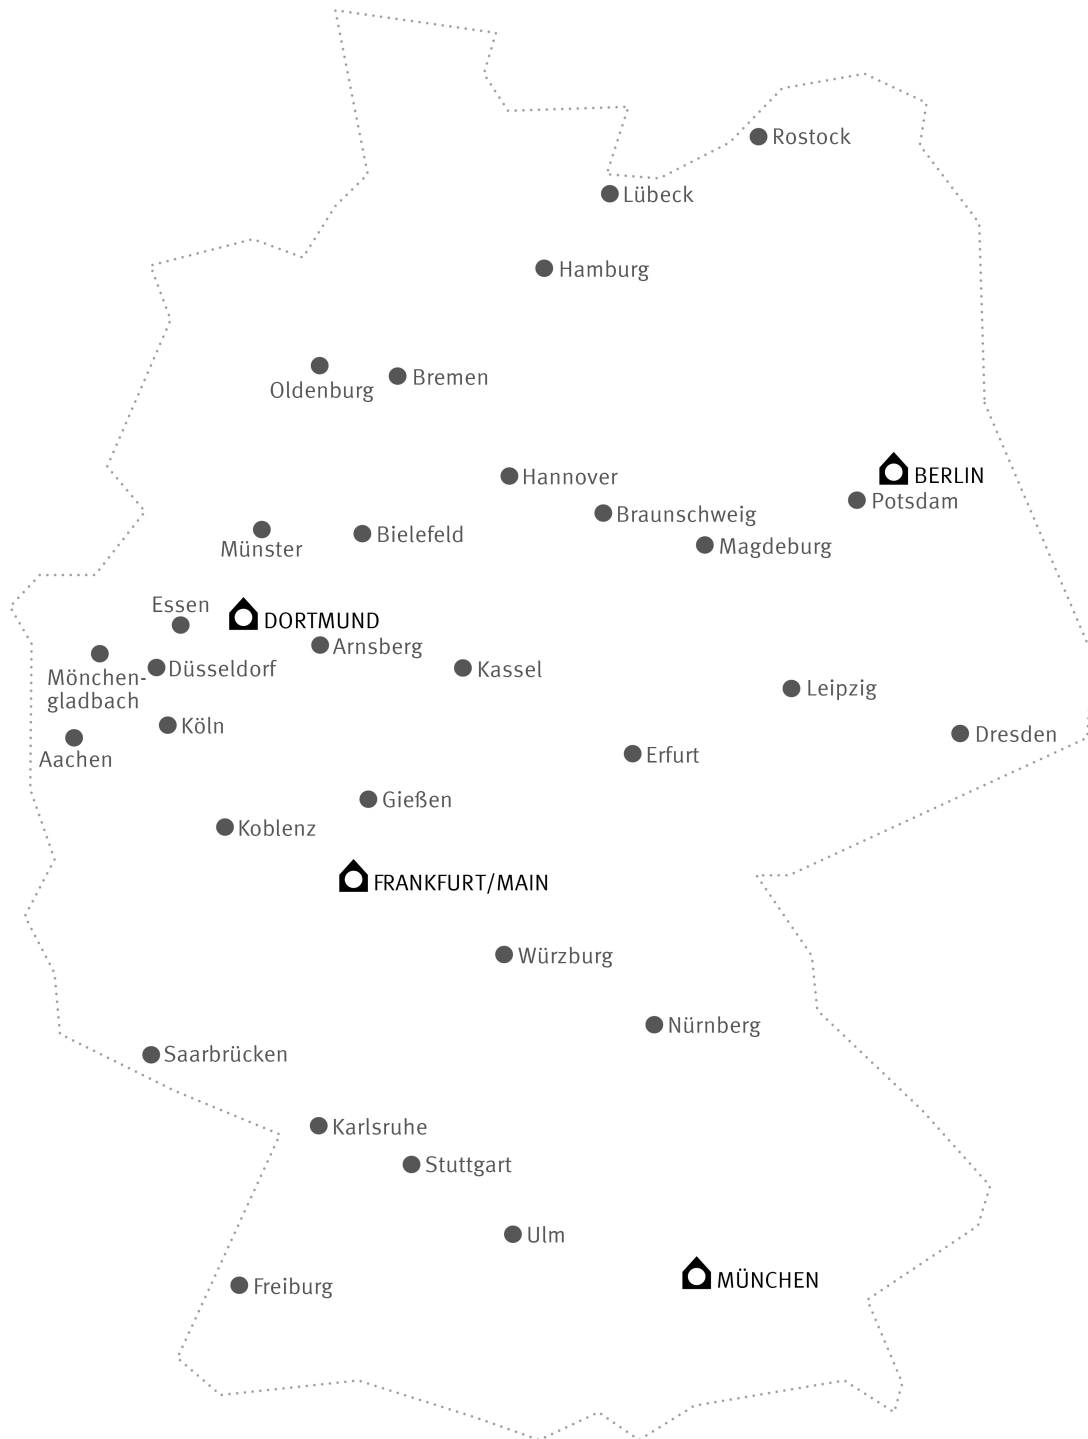 Rostock
Lübeck
Hamburg
Oldenburg
Bremen
Hannover
BERLIN
Potsdam
Braunschweig
Magdeburg
Münster
Bielefeld
Essen
DORTMUND
Arnsberg
Mönchen-
gladbach
Düsseldorf
Kassel
Leipzig
Köln
Aachen
Dresden
Erfurt
Gießen
Koblenz
FRANKFURT/MAIN
Würzburg
Nürnberg
Saarbrücken
Karlsruhe
Stuttgart
Ulm
MÜNCHEN
Freiburg